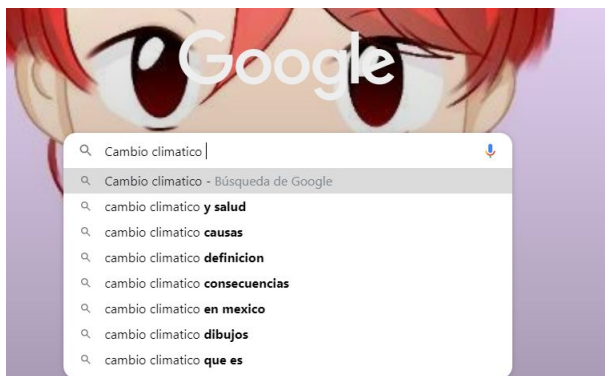 Google
Cambio climatico
Cambio climatico - Búsqueda de Google
cambio climatico y salud
cambio climatico causas
cambio climatico definicion
cambio climatico consecuencias
cambio climatico en mexico
cambio climatico dibujos
cambio climatico que es